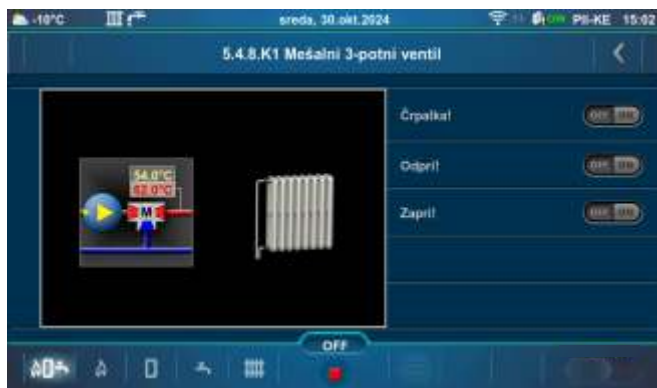 -10°C sreda, 30.okt.2024 PII-KE 15:02
5.4.8.K1 Mešalni 3-potni ventil
Črpalka!
54.0°C
62.0°C
Odpri!
M
Zapri!
OFF